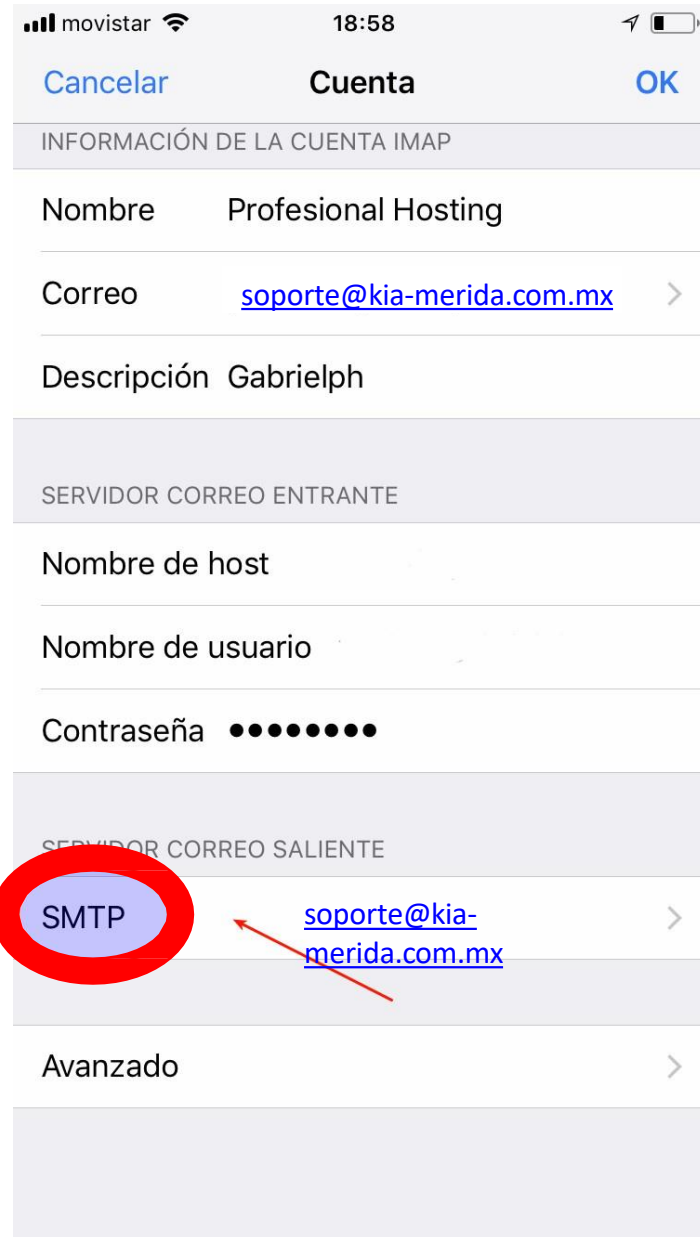 movistar 18:58
Cancelar Cuenta OK
INFORMACIÓN DE LA CUENTA IMAP
Nombre Profesional Hosting
Correo soporte@kia-merida.com.mx
Descripción Gabrielph
SERVIDOR CORREO ENTRANTE
Nombre de host
Nombre de usuario
Contraseña ●●●●●●●●
SERVIDOR CORREO SALIENTE
SMTP soporte@kia-
merida.com.mx
Avanzado